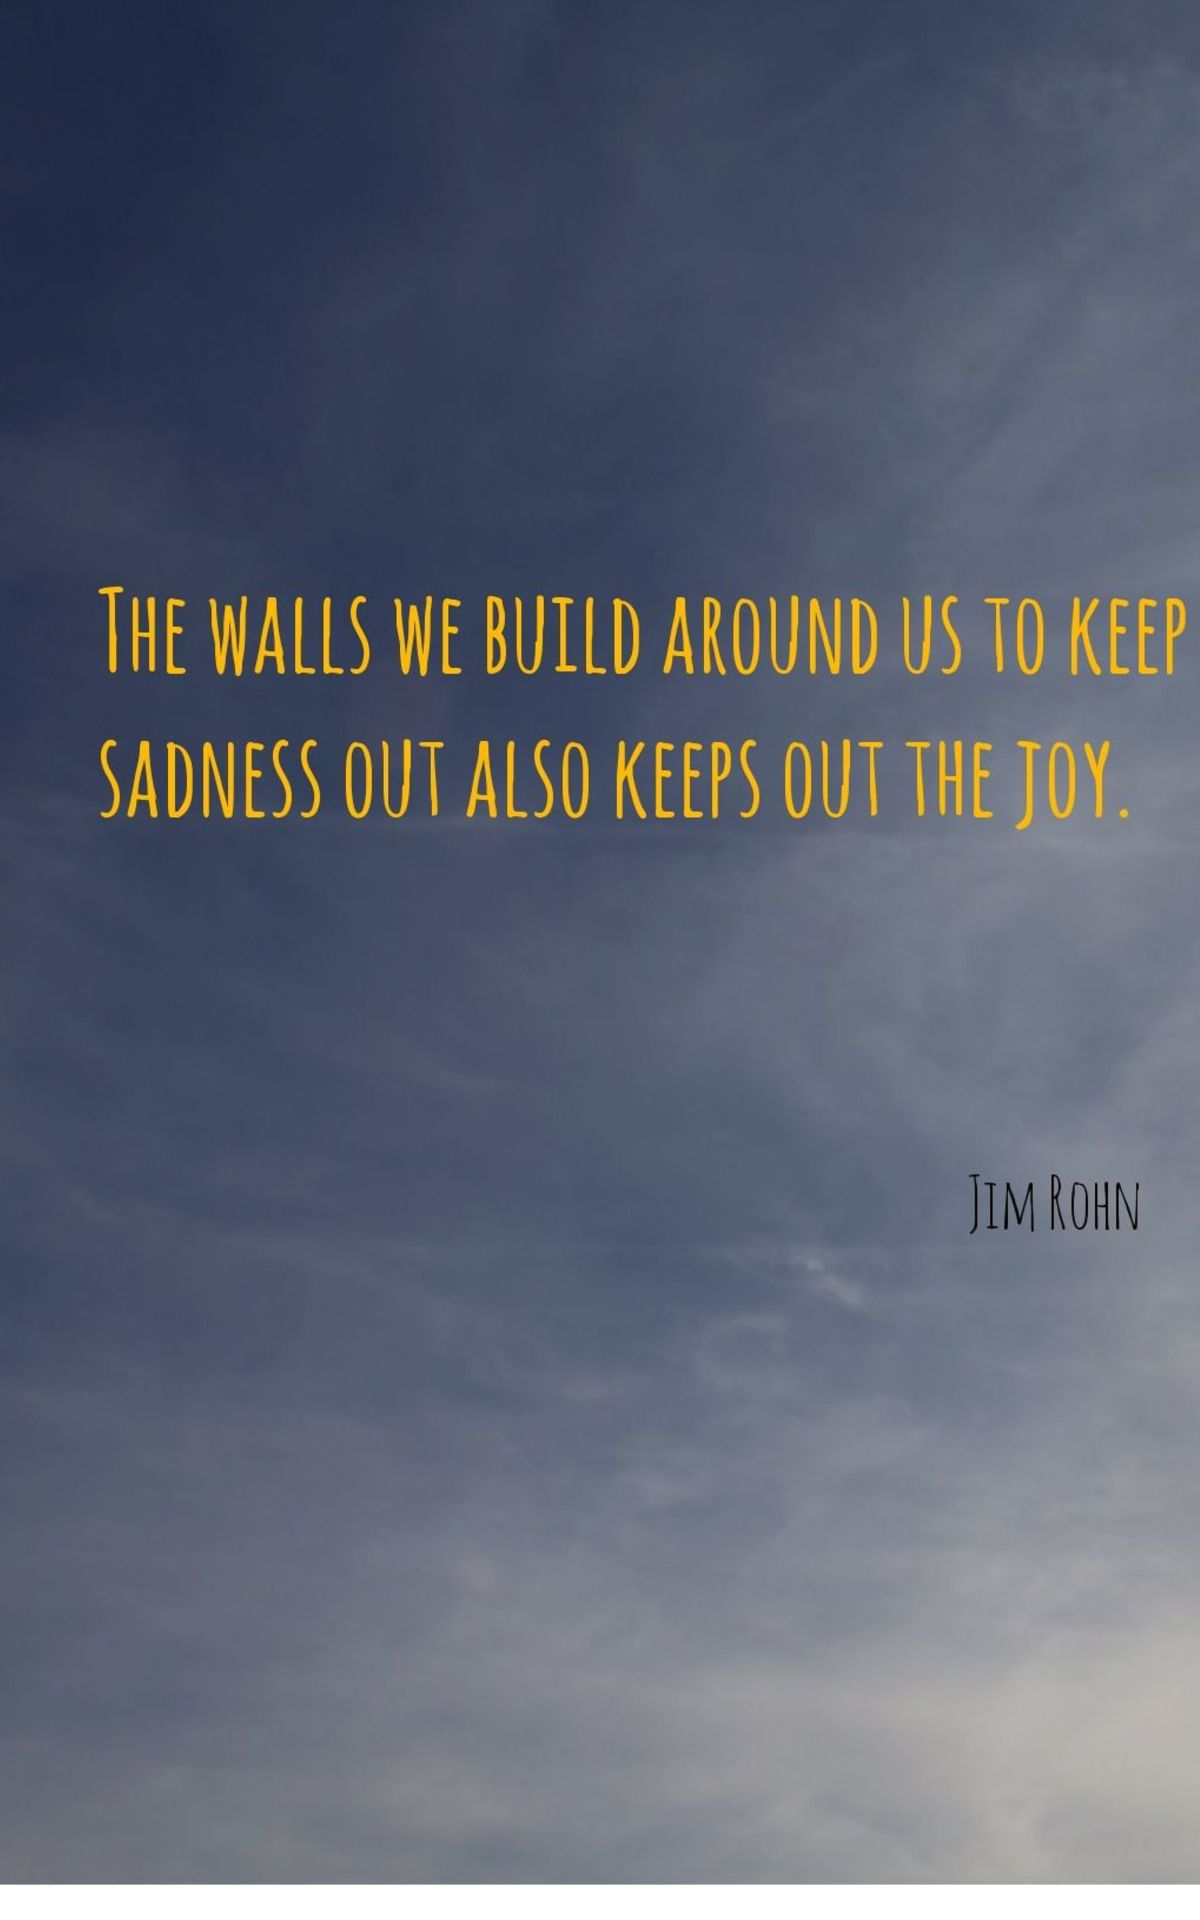 The walls we build around us to keep
sadness out also keeps out the joy.
Jim Rohn